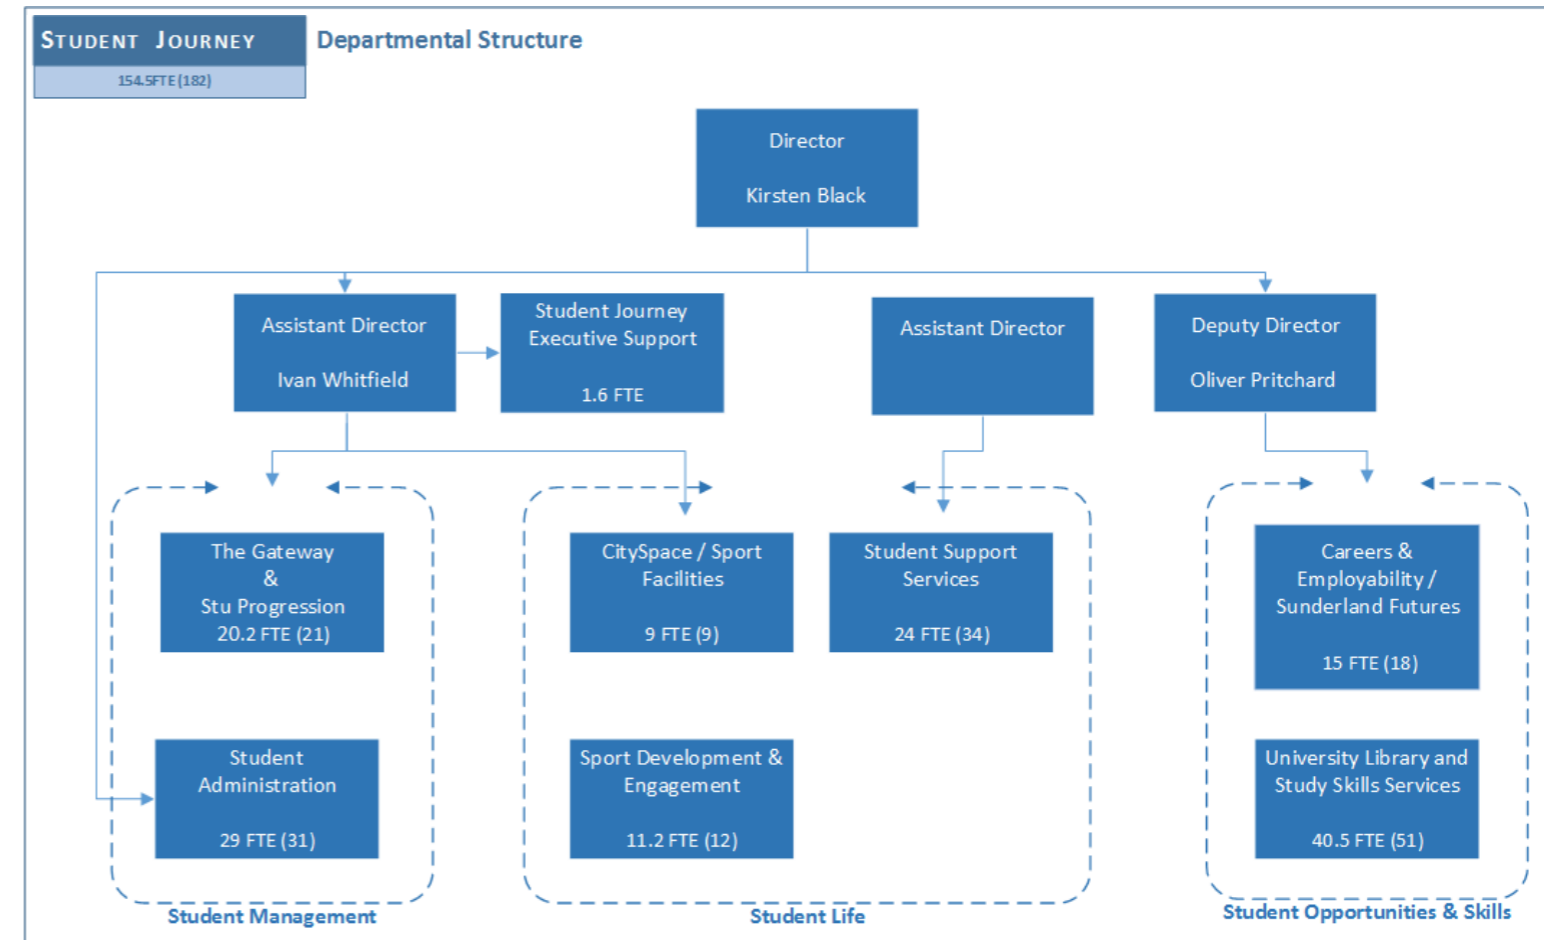 STUDENT JOURNEY
Departmental Structure
154.5FTE (182)
Director
Kirsten Black
Assistant Director
Ivan Whitfield
Student Journey
Executive Support
1.6 FTE
Assistant Director
Deputy Director
Oliver Pritchard
The Gateway
&
Stu Progression
20.2 FTE (21)
CitySpace / Sport
Facilities
9 FTE (9)
Student Support
Services
24 FTE (34)
Careers &
Employability /
Sunderland Futures
15 FTE (18)
Student
Administration
29 FTE (31)
Sport Development &
Engagement
11.2 FTE (12)
University Library and
Study Skills Services
40.5 FTE (51)
Student Management
Student Life
Student Opportunities & Skills